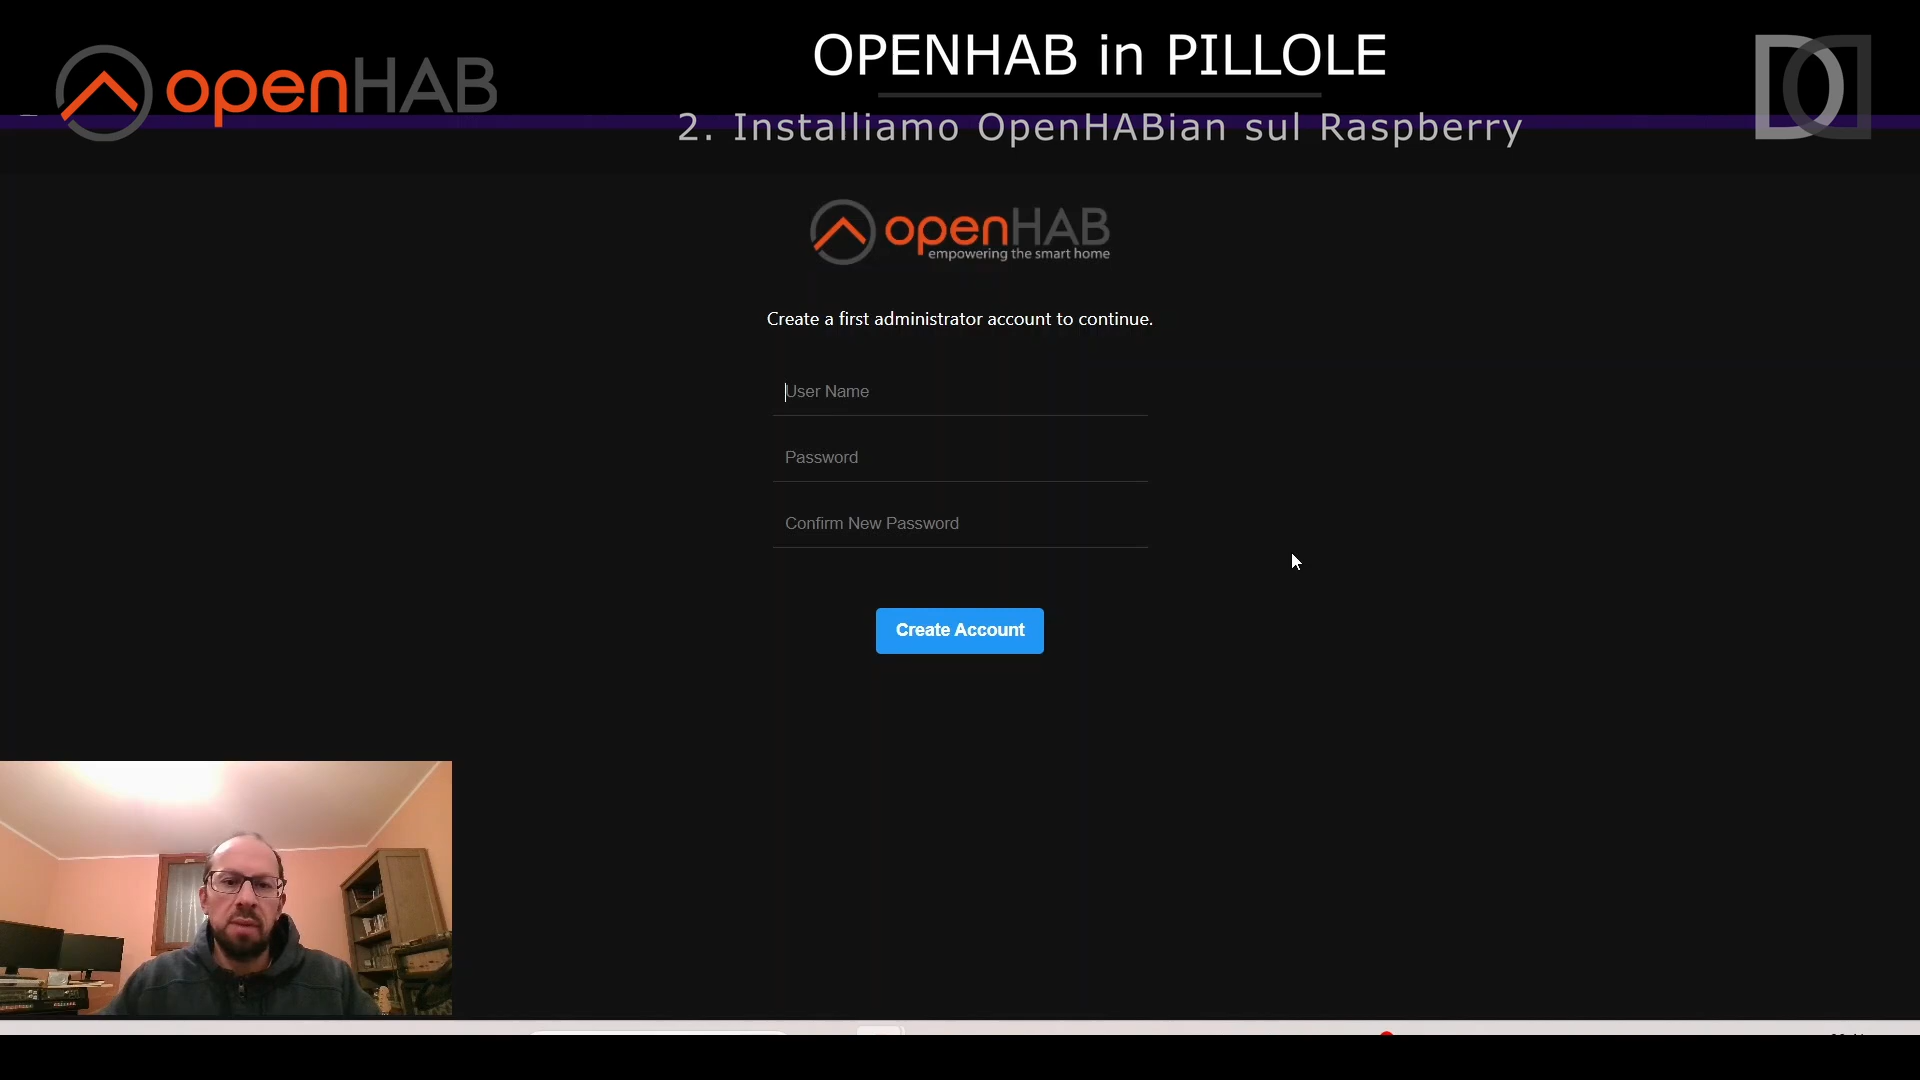 openHAB
OPENHAB in PILLOLE
2. Installiamo OpenHABian sul Raspberry
openHAB
empowering the smart home
Create a first administrator account to continue.
User Name
Password
Confirm New Password
Create Account